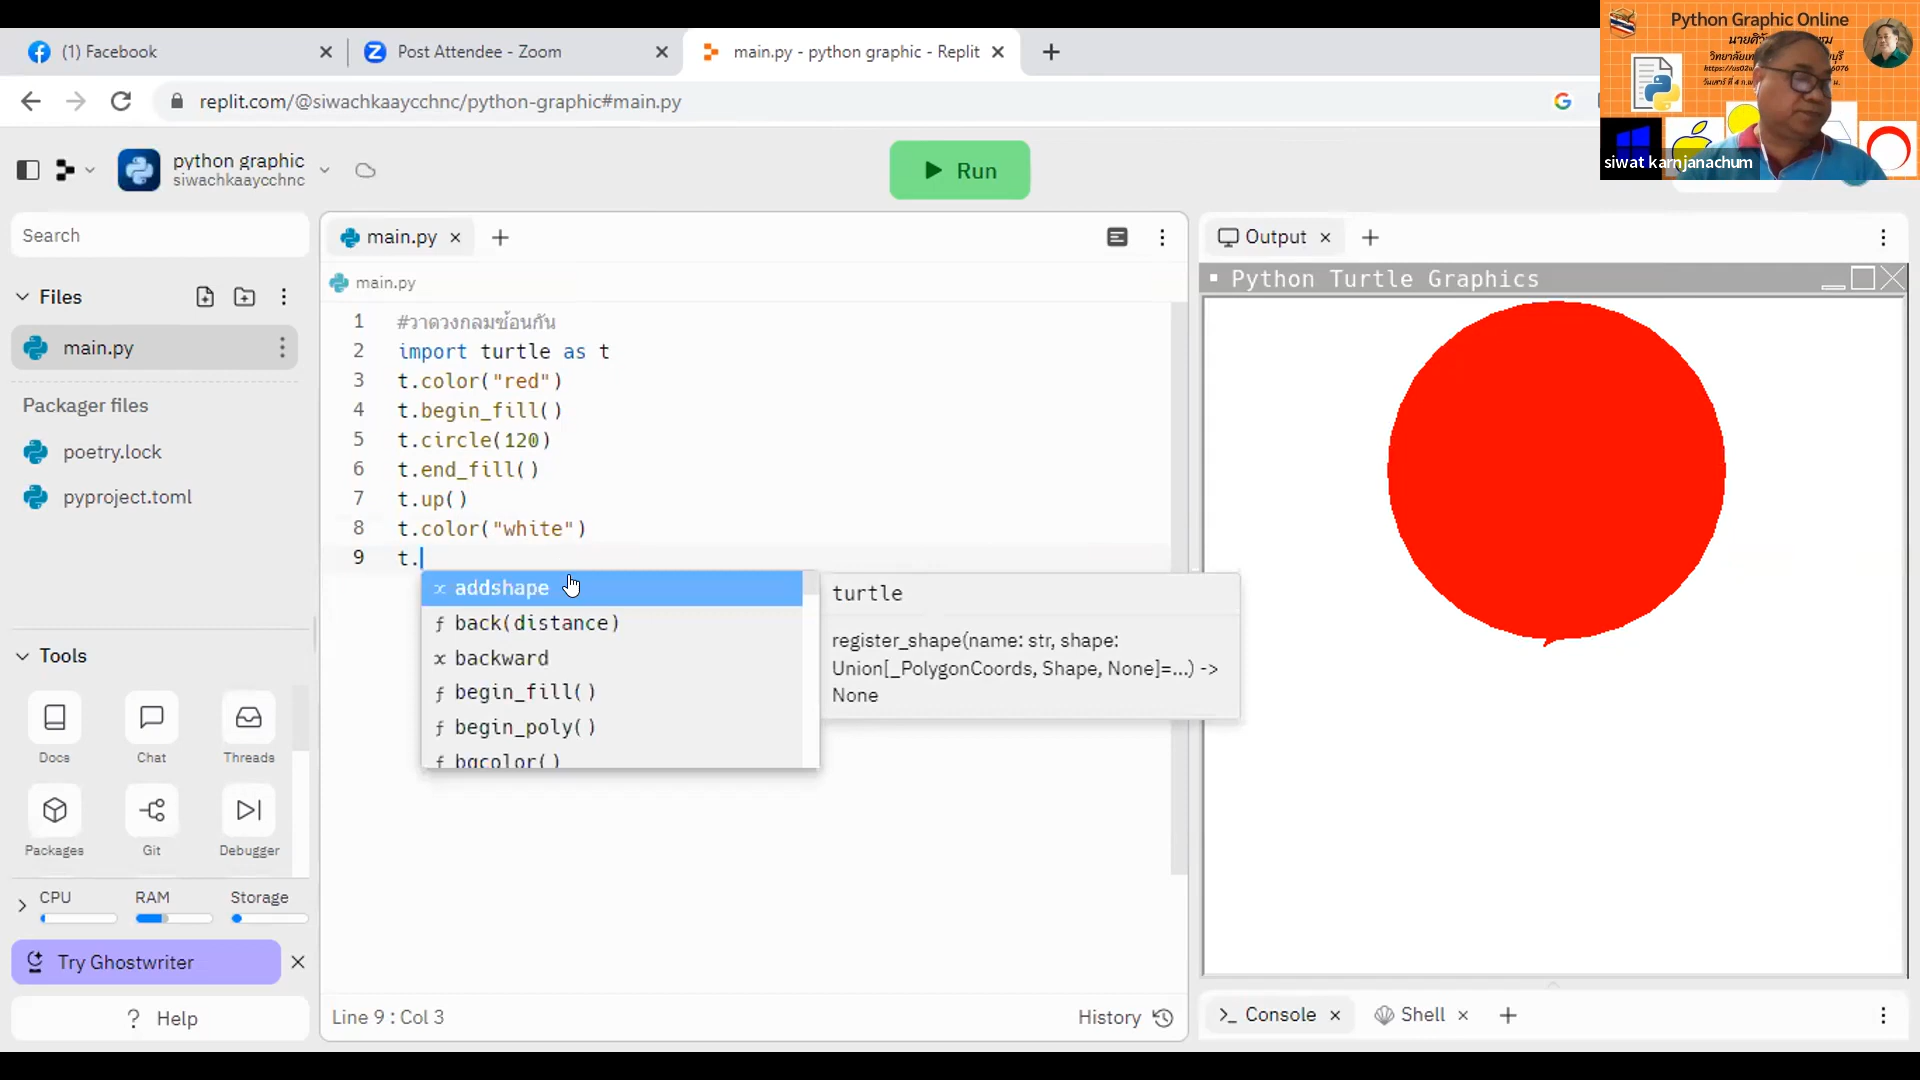 (1) Facebook
Post Attendee - Zoom
main.py - python graphic - Replit
replit.com/@siwachkaaycchnc/python-graphic#main.py
Python Graphic Online
siwat karnjanachum
python graphic
siwachkaaycchnc
Run
Search
Files
main.py
Packager files
poetry.lock
pyproject.toml
Tools
Docs
Chat
Threads
Packages
Git
Debugger
CPU
RAM
Storage
Try Ghostwriter
Help
main.py
main.py
1 #วาดวงกลมซ้อนกัน
2 import turtle as t
3 t.color("red")
4 t.begin_fill()
5 t.circle(120)
6 t.end_fill()
7 t.up()
8 t.color("white")
9 t.
x addshape
f back(distance)
x backward
f begin_fill()
f begin_poly()
f bgcolor()
turtle
register_shape(name: str, shape:
Union[_PolygonCoords, Shape, None]=...) ->
None
Line 9 : Col 3
History
Output
Python Turtle Graphics
Console
Shell